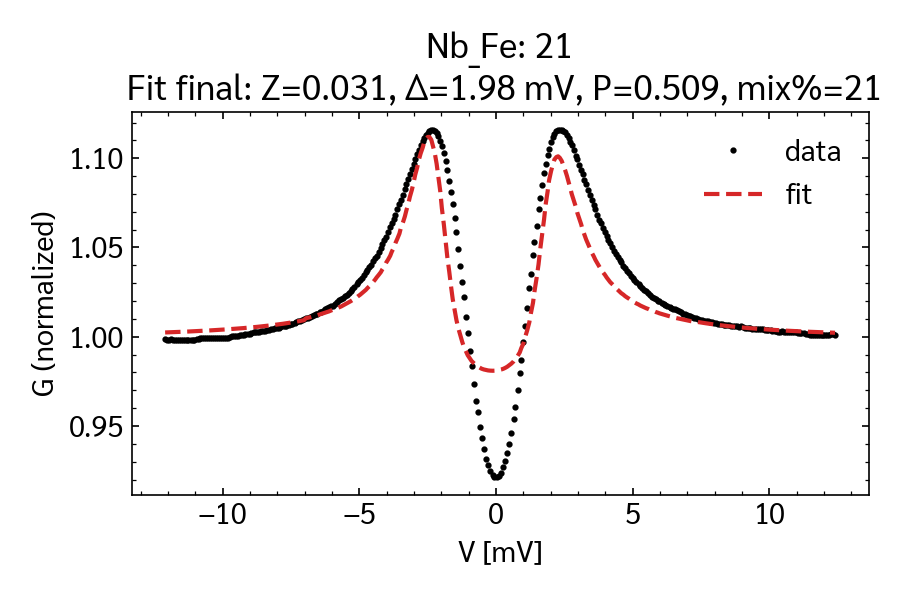 Nb_Fe: 21
Fit final: Z=0.031, Δ=1.98 mV, P=0.509, mix%=21
data
fit
1.10
1.05
1.00
0.95
G (normalized)
−10
−5
0
5
10
V [mV]